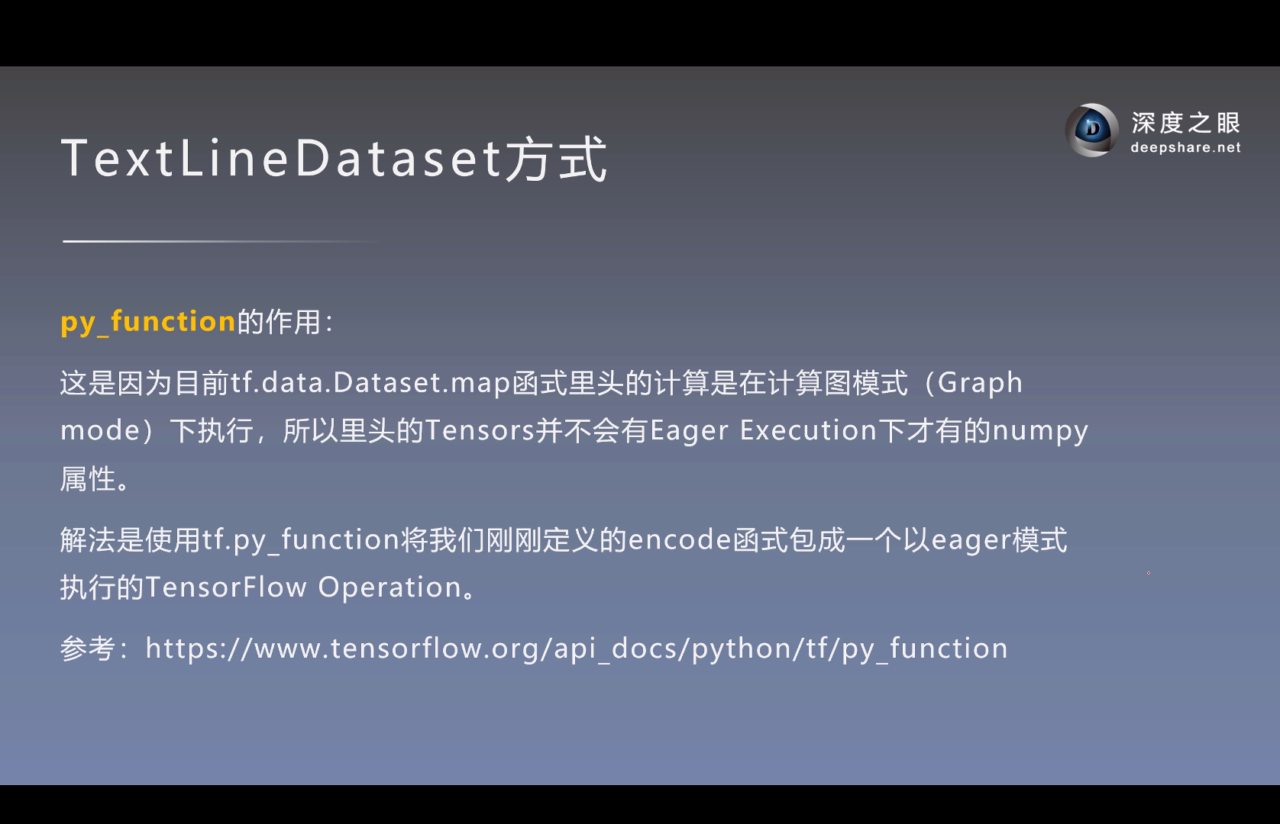 深度之眼
deepshare.net
TextLineDataset方式
py_function的作用：
这是因为目前tf.data.Dataset.map函式里头的计算是在计算图模式（Graph
mode）下执行，所以里头的Tensors并不会有Eager Execution下才有的numpy
属性。
解法是使用tf.py_function将我们刚刚定义的encode函式包成一个以eager模式
执行的TensorFlow Operation。
参考：https://www.tensorflow.org/api_docs/python/tf/py_function